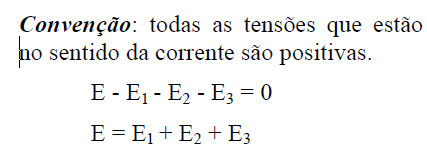 Convenção: todas as tensões que estão
no sentido da corrente são positivas.
E - E₁ - E₂ - E₃ = 0
E = E₁ + E₂ + E₃